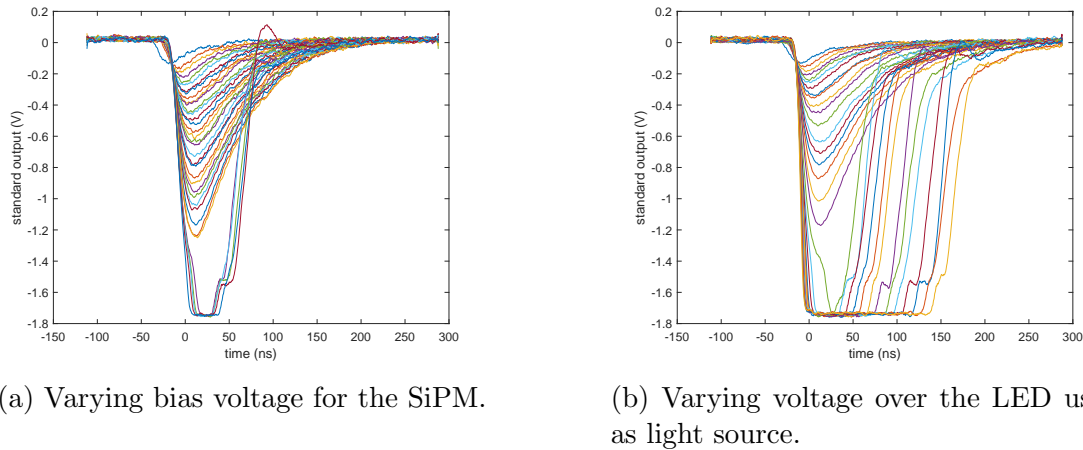 0.2
0
-0.2
-0.4
-0.6
-0.8
-1
-1.2
-1.4
-1.6
-1.8
standard output (V)
-150 -100 -50 0 50 100 150 200 250 300
time (ns)
(a) Varying bias voltage for the SiPM.
0.2
0
-0.2
-0.4
-0.6
-0.8
-1
-1.2
-1.4
-1.6
-1.8
standard output (V)
-150 -100 -50 0 50 100 150 200 250 300
time (ns)
(b) Varying voltage over the LED us
as light source.